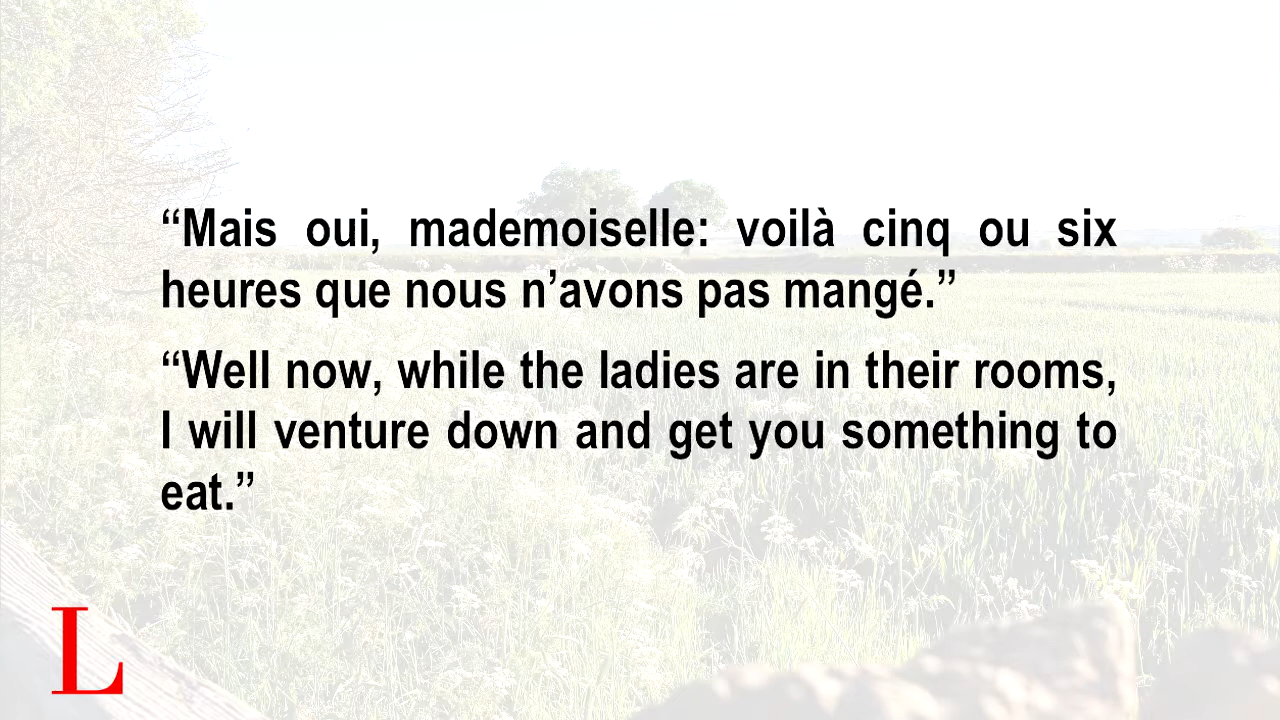 “Mais oui, mademoiselle: voilà cinq ou six
heures que nous n’avons pas mangé.”
“Well now, while the ladies are in their rooms,
I will venture down and get you something to
eat.”
L